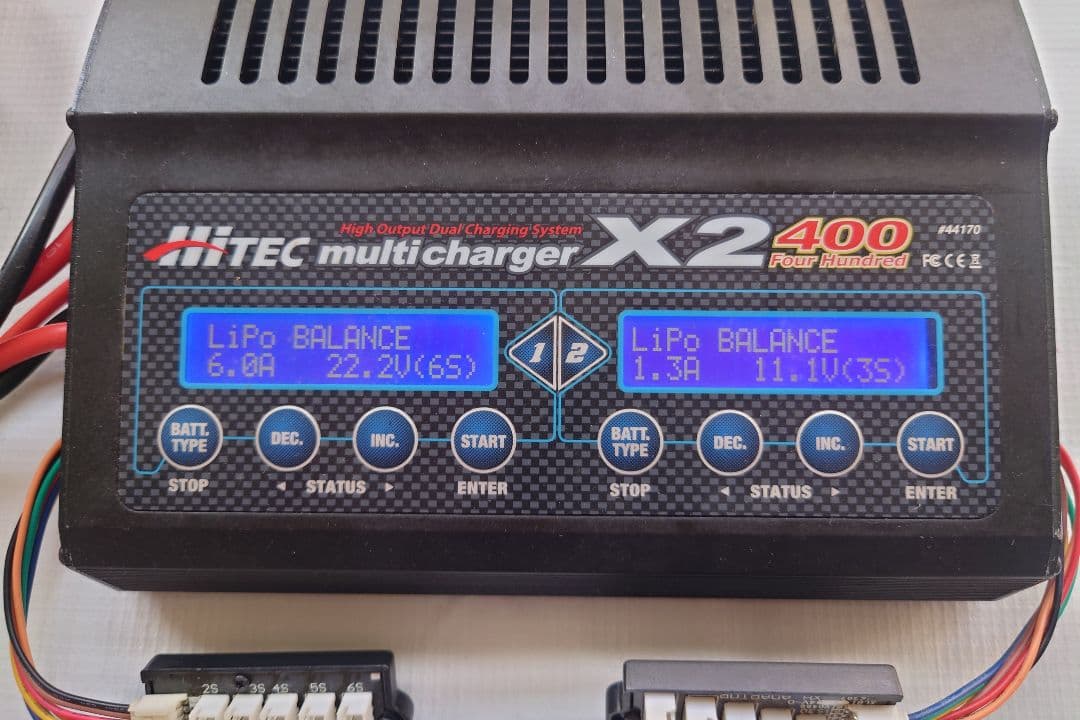 High Output Dual Charging System
HiTEC multicharger X2 400
Four Hundred
#44170
FC CE
LiPo BALANCE
6.0A 22.2V(6S)
1 2
LiPo BALANCE
1.3A 11.1V(3S)
BATT. TYPE
DEC.
INC.
START
STOP
◄ STATUS ►
ENTER
BATT. TYPE
DEC.
INC.
START
STOP
◄ STATUS ►
ENTER
2S 3S 4S 5S 6S